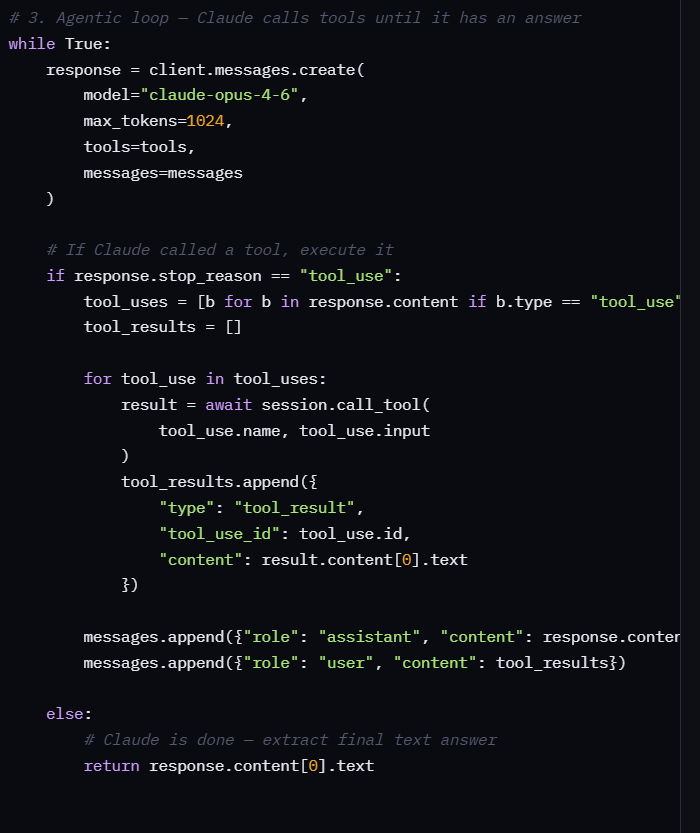 # 3. Agentic loop — Claude calls tools until it has an answer
while True:
    response = client.messages.create(
        model="claude-opus-4-6",
        max_tokens=1024,
        tools=tools,
        messages=messages
    )

    # If Claude called a tool, execute it
    if response.stop_reason == "tool_use":
        tool_uses = [b for b in response.content if b.type == "tool_use"
        tool_results = []

        for tool_use in tool_uses:
            result = await session.call_tool(
                tool_use.name, tool_use.input
            )
            tool_results.append({
                "type": "tool_result",
                "tool_use_id": tool_use.id,
                "content": result.content[0].text
            })

        messages.append({"role": "assistant", "content": response.conten
        messages.append({"role": "user", "content": tool_results})

    else:
        # Claude is done — extract final text answer
        return response.content[0].text